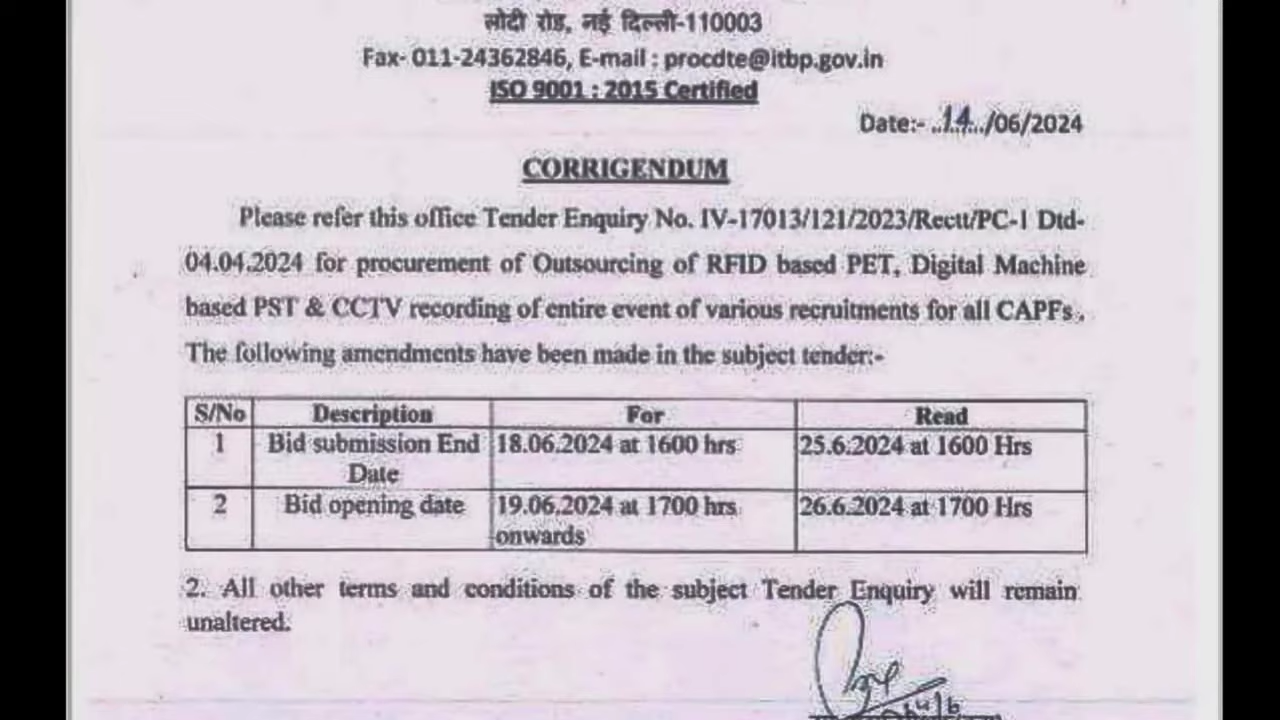 लोदी रोड, नई दिल्ली-110003
Fax- 011-24362846, E-mail : procdte@itbp.gov.in
ISO 9001 : 2015 Certified
Date:- ..14../06/2024
CORRIGENDUM
Please refer this office Tender Enquiry No. IV-17013/121/2023/Rectt/PC-1 Dtd-
04.04.2024 for procurement of Outsourcing of RFID based PET, Digital Machine
based PST & CCTV recording of entire event of various recruitments for all CAPFs.
The following amendments have been made in the subject tender:-
S/No Description For Read
1 Bid submission End Date 18.06.2024 at 1600 hrs 25.6.2024 at 1600 Hrs
2 Bid opening date 19.06.2024 at 1700 hrs onwards 26.6.2024 at 1700 Hrs
2. All other terms and conditions of the subject Tender Enquiry will remain
unaltered.